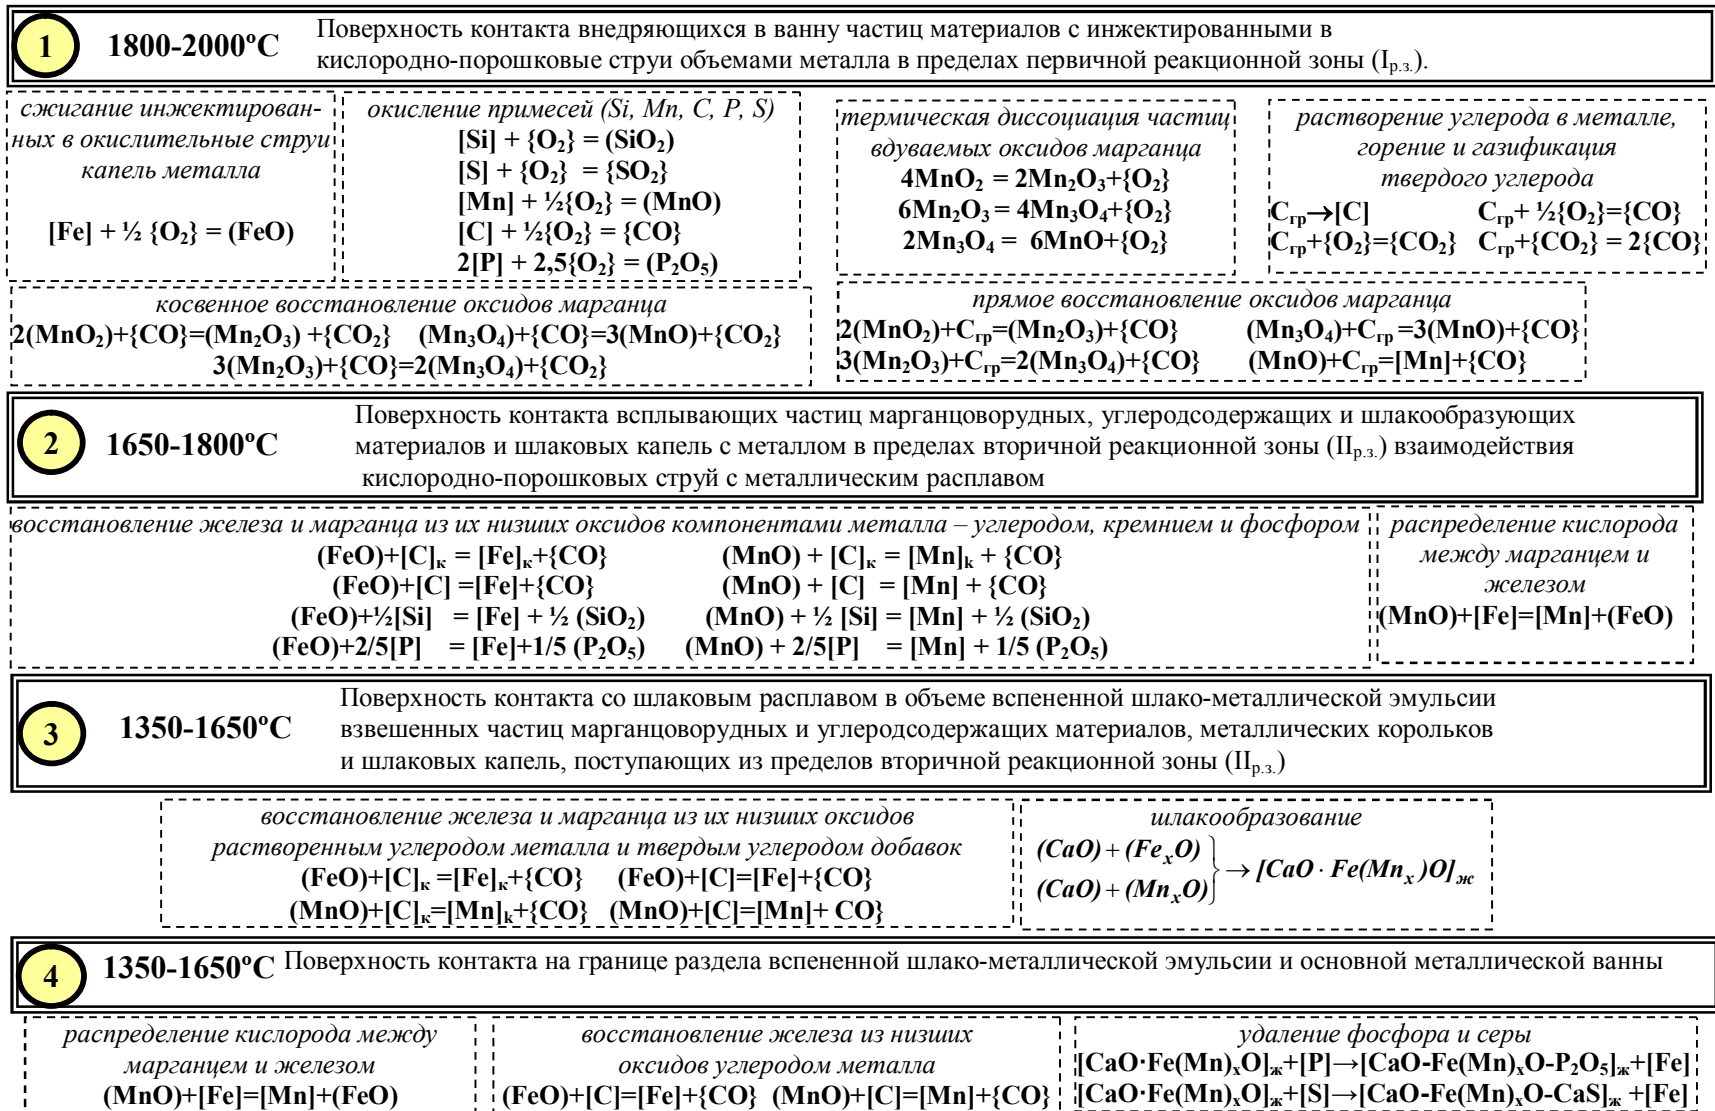 1
1800-2000ºC
Поверхность контакта внедряющихся в ванну частиц материалов с инжектированными в
кислородно-порошковые струи объемами металла в пределах первичной реакционной зоны (Iр.з.).
сжигание инжектирован-
ных в окислительные струи
капель металла
[Fe] + ½ {O₂} = (FeO)
окисление примесей (Si, Mn, C, P, S)
[Si] + {O₂} = (SiO₂)
[S] + {O₂} = {SO₂}
[Mn] + ½{O₂} = (MnO)
[C] + ½{O₂} = {CO}
2[P] + 2,5{O₂} = (P₂O₅)
термическая диссоциация частиц
вдуваемых оксидов марганца
4MnO₂ = 2Mn₂O₃+{O₂}
6Mn₂O₃ = 4Mn₃O₄+{O₂}
2Mn₃O₄ = 6MnO+{O₂}
растворение углерода в металле,
горение и газификация
твердого углерода
Cгр→[C] Cгр+ ½{O₂}={CO}
Cгр+{O₂}={CO₂} Cгр+{CO₂} = 2{CO}
косвенное восстановление оксидов марганца
2(MnO₂)+{CO}=(Mn₂O₃) +{CO₂} (Mn₃O₄)+{CO}=3(MnO)+{CO₂}
3(Mn₂O₃)+{CO}=2(Mn₃O₄)+{CO₂}
прямое восстановление оксидов марганца
2(MnO₂)+Cгр=(Mn₂O₃)+{CO} (Mn₃O₄)+Cгр =3(MnO)+{CO}
3(Mn₂O₃)+Cгр=2(Mn₃O₄)+{CO} (MnO)+Cгр=[Mn]+{CO}
2
1650-1800ºC
Поверхность контакта всплывающих частиц марганцоворудных, углеродсодержащих и шлакообразующих
материалов и шлаковых капель с металлом в пределах вторичной реакционной зоны (IIр.з.) взаимодействия
кислородно-порошковых струй с металлическим расплавом
восстановление железа и марганца из их низших оксидов компонентами металла – углеродом, кремнием и фосфором
(FeO)+[C]к = [Fe]к+{CO} (MnO) + [C]к = [Mn]k + {CO}
(FeO)+[C] =[Fe]+{CO} (MnO) + [C] = [Mn] + {CO}
(FeO)+½[Si] = [Fe] + ½ (SiO₂) (MnO) + ½ [Si] = [Mn] + ½ (SiO₂)
(FeO)+2/5[P] = [Fe]+1/5 (P₂O₅) (MnO) + 2/5[P] = [Mn] + 1/5 (P₂O₅)
распределение кислорода
между марганцем и
железом
(MnO)+[Fe]=[Mn]+(FeO)
3
1350-1650ºC
Поверхность контакта со шлаковым расплавом в объеме вспененной шлако-металлической эмульсии
взвешенных частиц марганцоворудных и углеродсодержащих материалов, металлических корольков
и шлаковых капель, поступающих из пределов вторичной реакционной зоны (IIр.з.)
восстановление железа и марганца из их низших оксидов
растворенным углеродом металла и твердым углеродом добавок
(FeO)+[C]к =[Fe]к+{CO} (FeO)+[C]=[Fe]+{CO}
(MnO)+[C]к=[Mn]k+{CO} (MnO)+[C]=[Mn]+ CO}
шлакообразование
(CaO) + (FeₓO)
(CaO) + (MnₓO)
} → [CaO · Fe(Mnₓ)O]ж
4
1350-1650ºC
Поверхность контакта на границе раздела вспененной шлако-металлической эмульсии и основной металлической ванны
распределение кислорода между
марганцем и железом
(MnO)+[Fe]=[Mn]+(FeO)
восстановление железа из низших
оксидов углеродом металла
(FeO)+[C]=[Fe]+{CO} (MnO)+[C]=[Mn]+{CO}
удаление фосфора и серы
[CaO·Fe(Mn)ₓO]ж+[P]→[CaO-Fe(Mn)ₓO-P₂O₅]ж+[Fe]
[CaO·Fe(Mn)ₓO]ж+[S]→[CaO-Fe(Mn)ₓO-CaS]ж +[Fe]